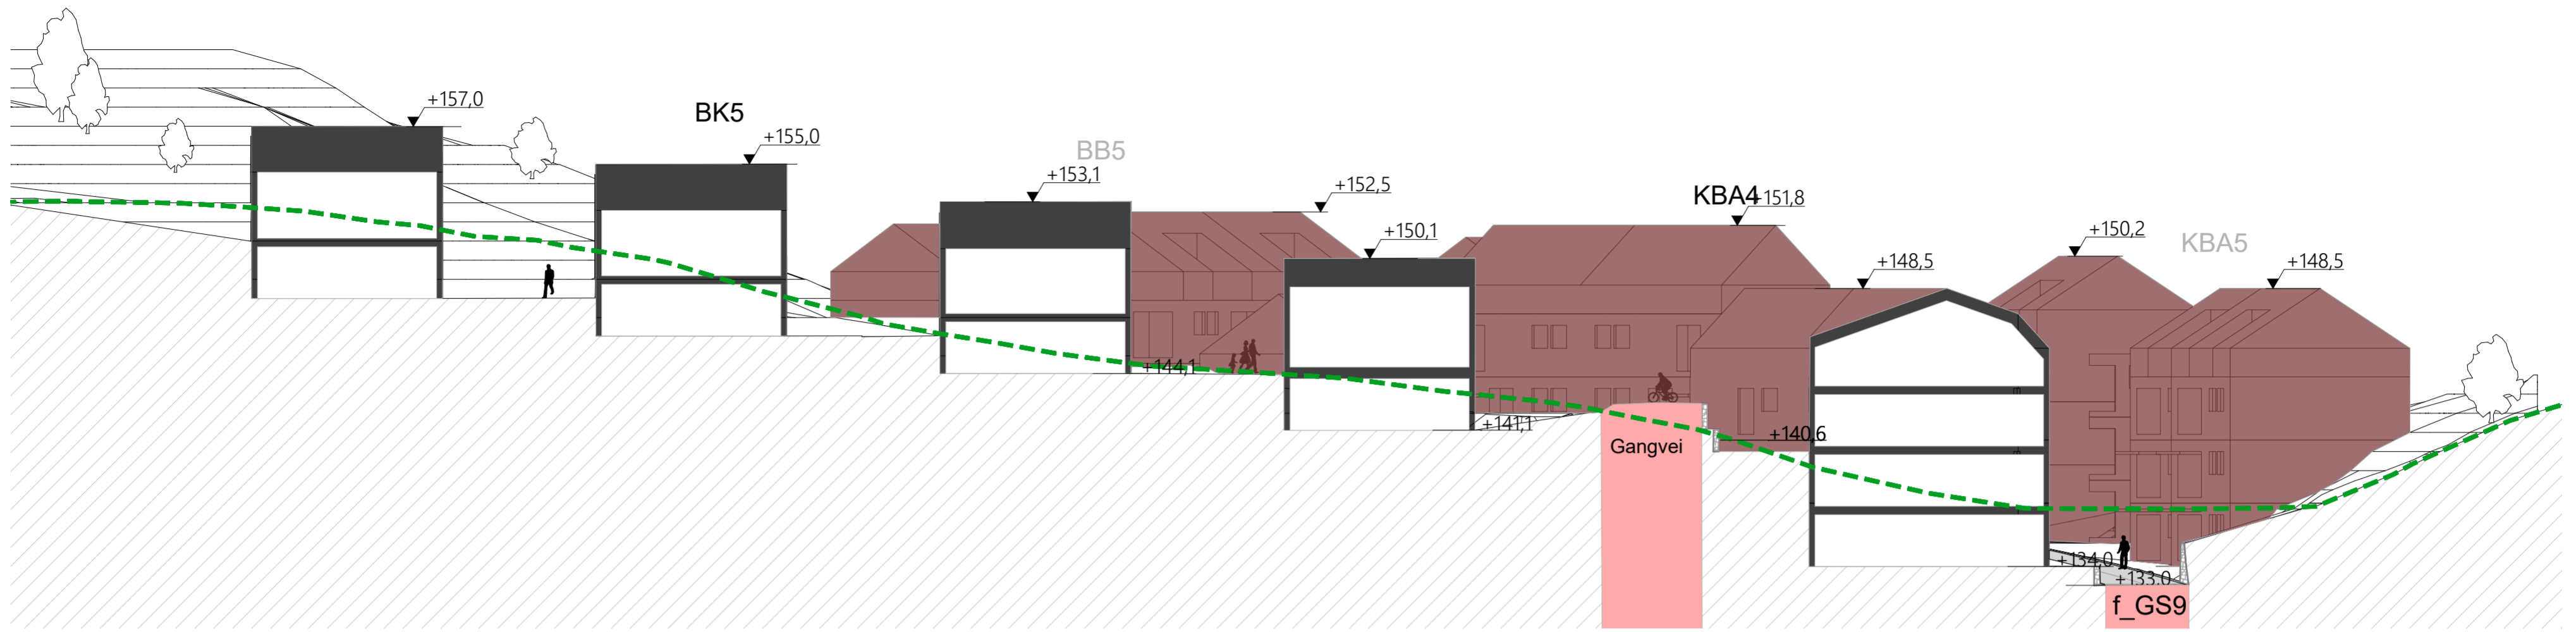 +157,0
BK5
+155,0
BB5
+153,1
+152,5
+150,1
KBA4
+151,8
+148,5
+150,2
KBA5
+148,5
+144,1
+141,1
Gangvei
+140,6
+134,0
+133,0
f_GS9